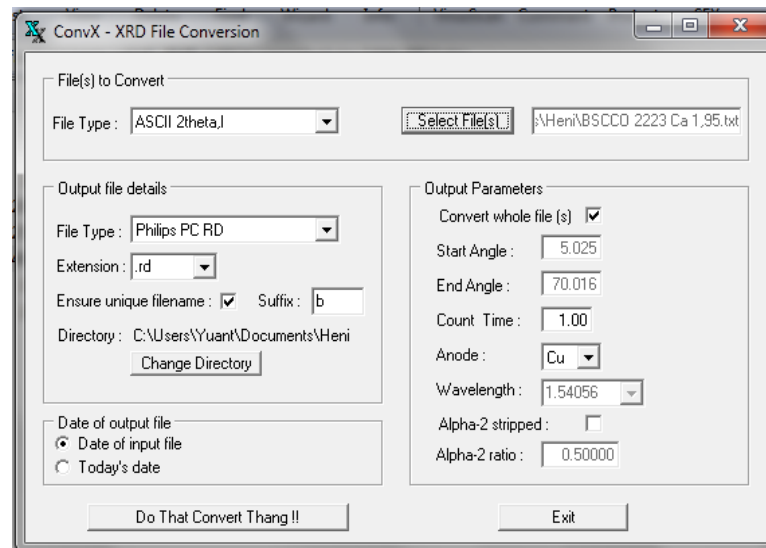 ConvX - XRD File Conversion
File(s) to Convert
File Type : ASCII 2theta,I
Select File(s)
\Heni\BSCCO 2223 Ca 1,95.txt
Output file details
File Type : Philips PC RD
Extension : .rd
Ensure unique filename : Suffix : b
Directory : C:\Users\Yuant\Documents\Heni
Change Directory
Date of output file
Date of input file
Today's date
Output Parameters
Convert whole file (s)
Start Angle : 5.025
End Angle : 70.016
Count Time : 1.00
Anode : Cu
Wavelength : 1.54056
Alpha-2 stripped :
Alpha-2 ratio : 0.50000
Do That Convert Thang !!
Exit